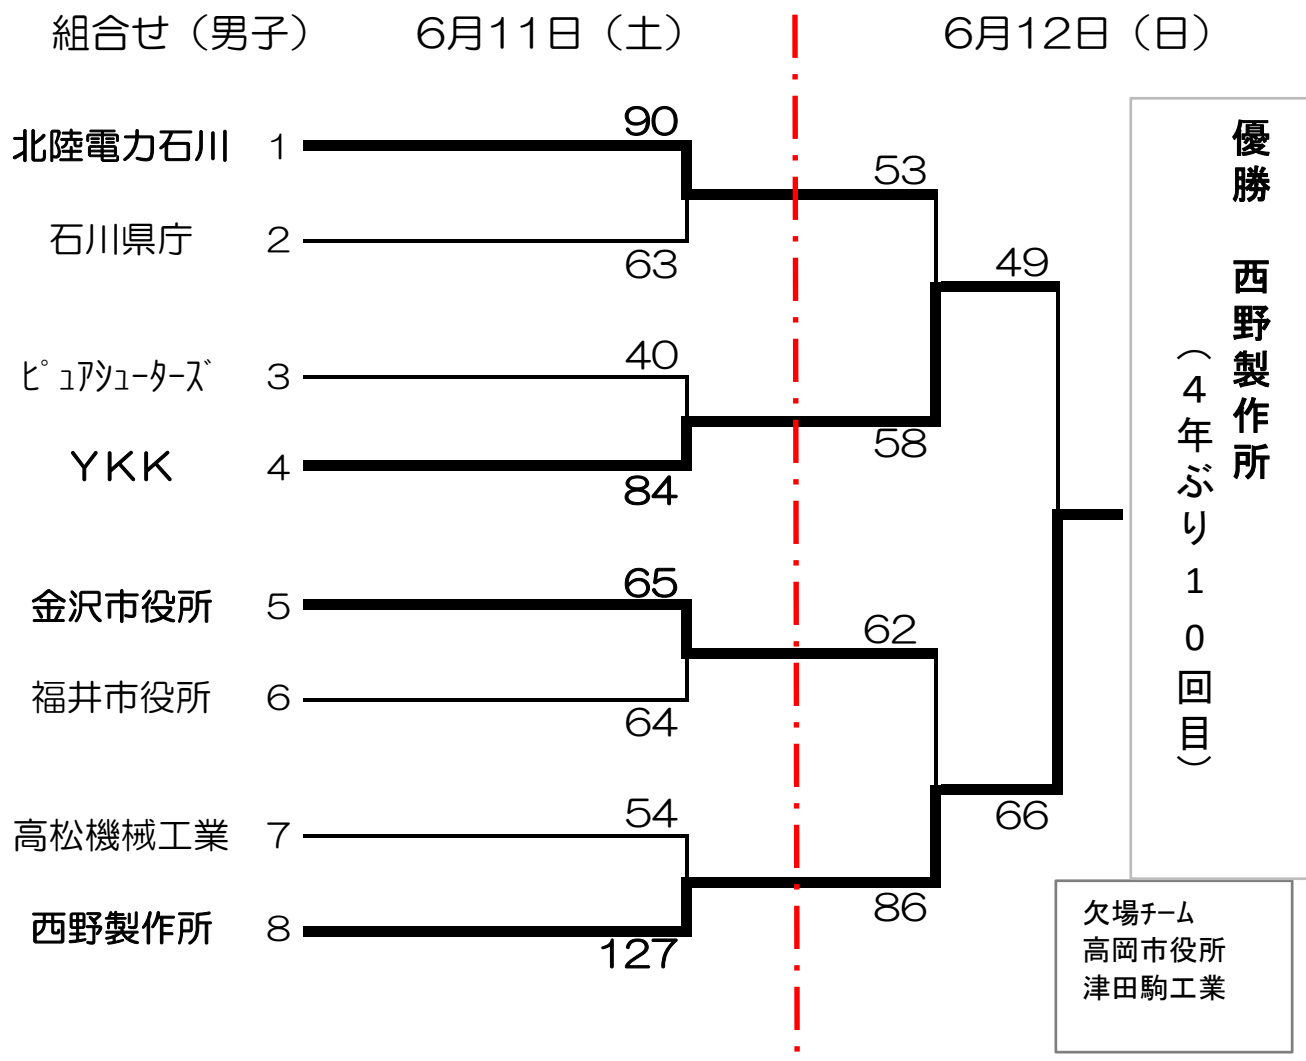 組合せ（男子）　6月11日（土）　6月12日（日）
90
北陸電力石川　1
53
石川県庁　2
63
49
ピュアシューターズ　3
40
58
YKK　4
84
65
金沢市役所　5
62
福井市役所　6
64
54
高松機械工業　7
66
86
西野製作所　8
127
優勝　西野製作所
（4年ぶり10回目）
欠場チーム
高岡市役所
津田駒工業